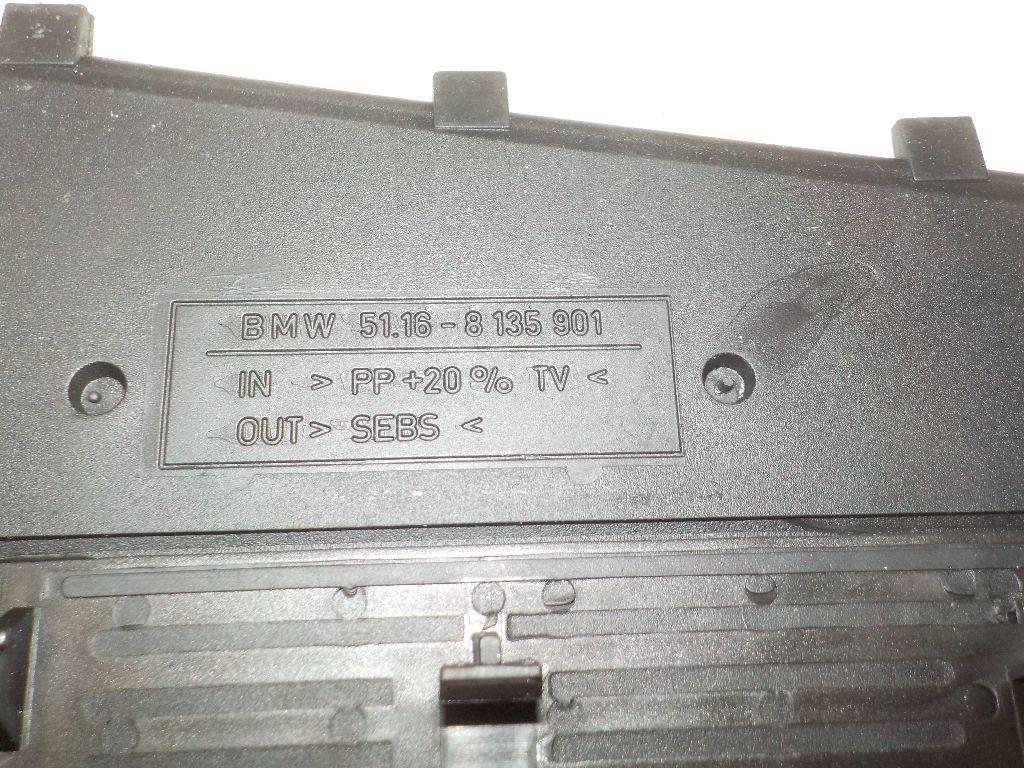 BMW 51.16 - 8 135 901
IN > PP +20 % TV <
OUT > SEBS <